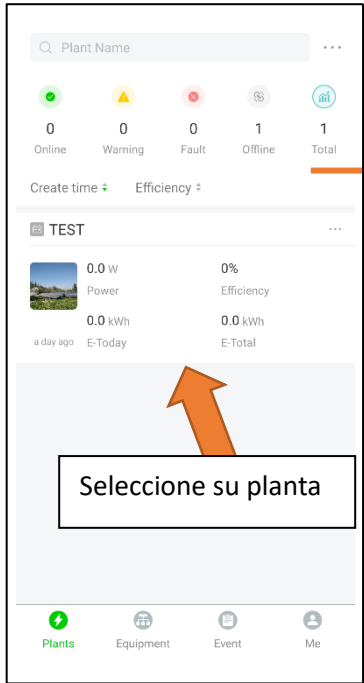 Plant Name ...
0 0 0 1 1
Online Warning Fault Offline Total
Create time Efficiency
TEST ...
0.0 W 0%
Power Efficiency
0.0 kWh 0.0 kWh
a day ago E-Today E-Total
Seleccione su planta
Plants Equipment Event Me